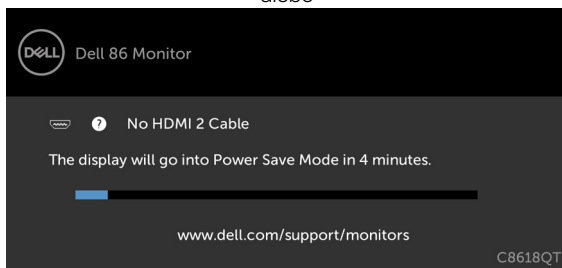 DELL
Dell 86 Monitor
? No HDMI 2 Cable
The display will go into Power Save Mode in 4 minutes.
www.dell.com/support/monitors
C8618QT